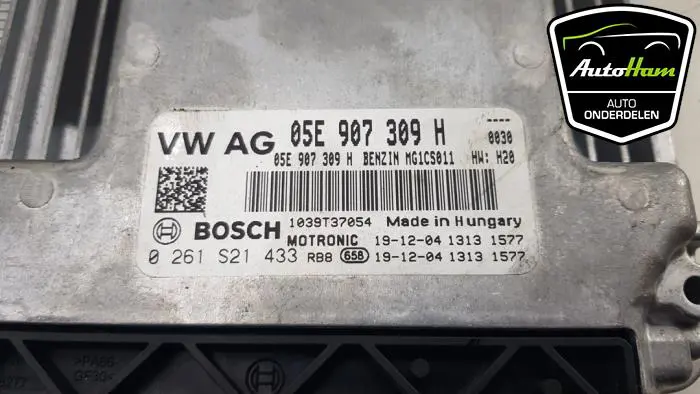 AutoHam
AUTO
ONDERDELEN
VW AG 05E 907 309 H
----
0030
05E 907 309 H BENZIN MG1CS011 HW: H20
BOSCH
1039T37054 Made in Hungary
MOTRONIC 19-12-04 1313 1577
0 261 S21 433 RB8 658 19-12-04 1313 1577